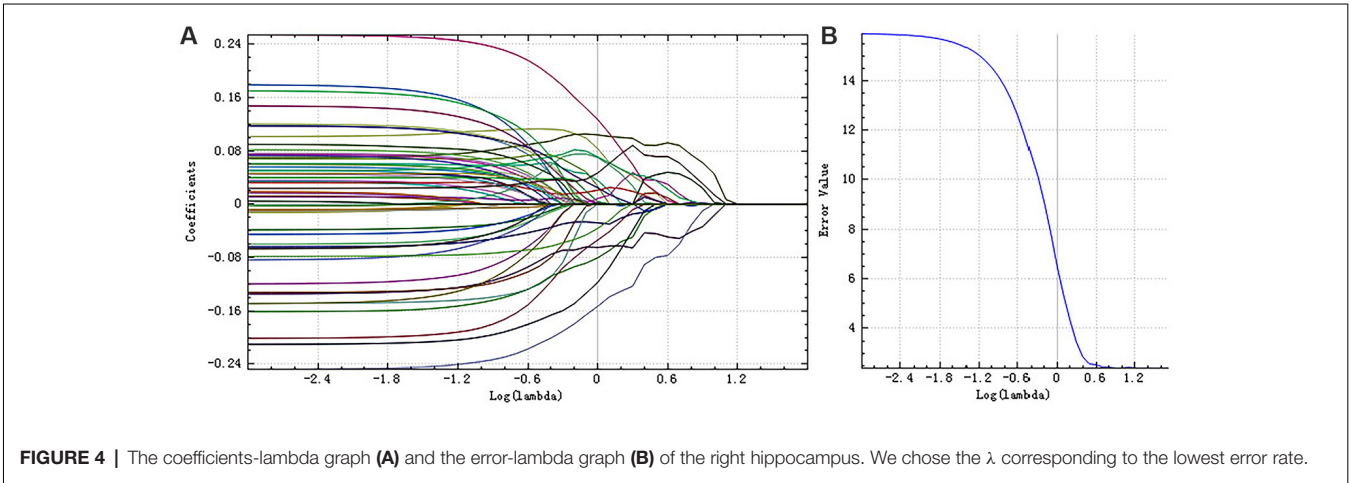 A
B
0.24
0.16
0.08
0
-0.08
-0.16
-0.24
Coefficients
-2.4 -1.8 -1.2 -0.6 0 0.6 1.2
Log(lambda)
14
12
10
8
6
4
Error Value
-2.4 -1.8 -1.2 -0.6 0 0.6 1.2
Log(lambda)
FIGURE 4 | The coefficients-lambda graph (A) and the error-lambda graph (B) of the right hippocampus. We chose the λ corresponding to the lowest error rate.